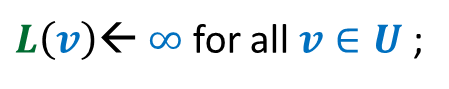 L(v)← ∞ for all v ∈ U ;